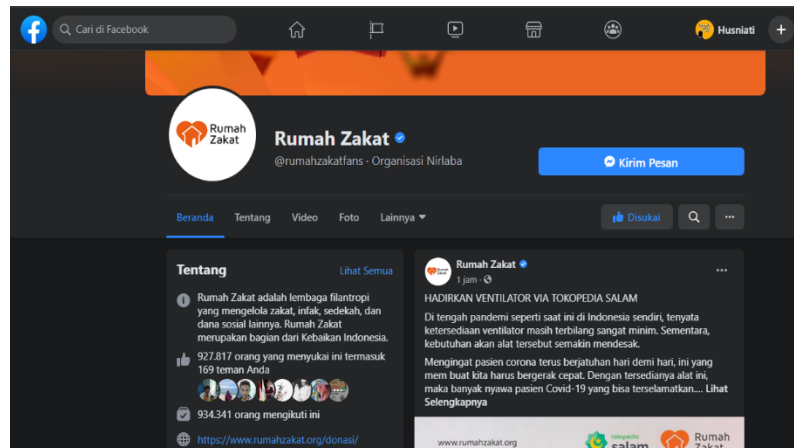 Cari di Facebook
Husniati
Rumah
Zakat
Rumah Zakat
@rumahzakatfans · Organisasi Nirlaba
Kirim Pesan
Beranda Tentang Video Foto Lainnya
Disukai
Tentang
Lihat Semua
Rumah Zakat adalah lembaga filantropi
yang mengelola zakat, infak, sedekah, dan
dana sosial lainnya. Rumah Zakat
merupakan bagian dari Kebaikan Indonesia.
927.817 orang yang menyukai ini termasuk
169 teman Anda
934.341 orang mengikuti ini
https://www.rumahzakat.org/donasi/
Rumah Zakat
1 jam ·
HADIRKAN VENTILATOR VIA TOKOPEDIA SALAM
Di tengah pandemi seperti saat ini di Indonesia sendiri, tenyata
ketersediaan ventilator masih terbilang sangat minim. Sementara,
kebutuhan akan alat tersebut semakin mendesak.
Mengingat pasien corona terus berjatuhan hari demi hari, ini yang
mem buat kita harus bergerak cepat. Dengan tersedianya alat ini,
maka banyak nyawa pasien Covid-19 yang bisa terselamatkan.... Lihat
Selengkapnya
www.rumahzakat.org
tokopedia
salam
Rumah
Zakat